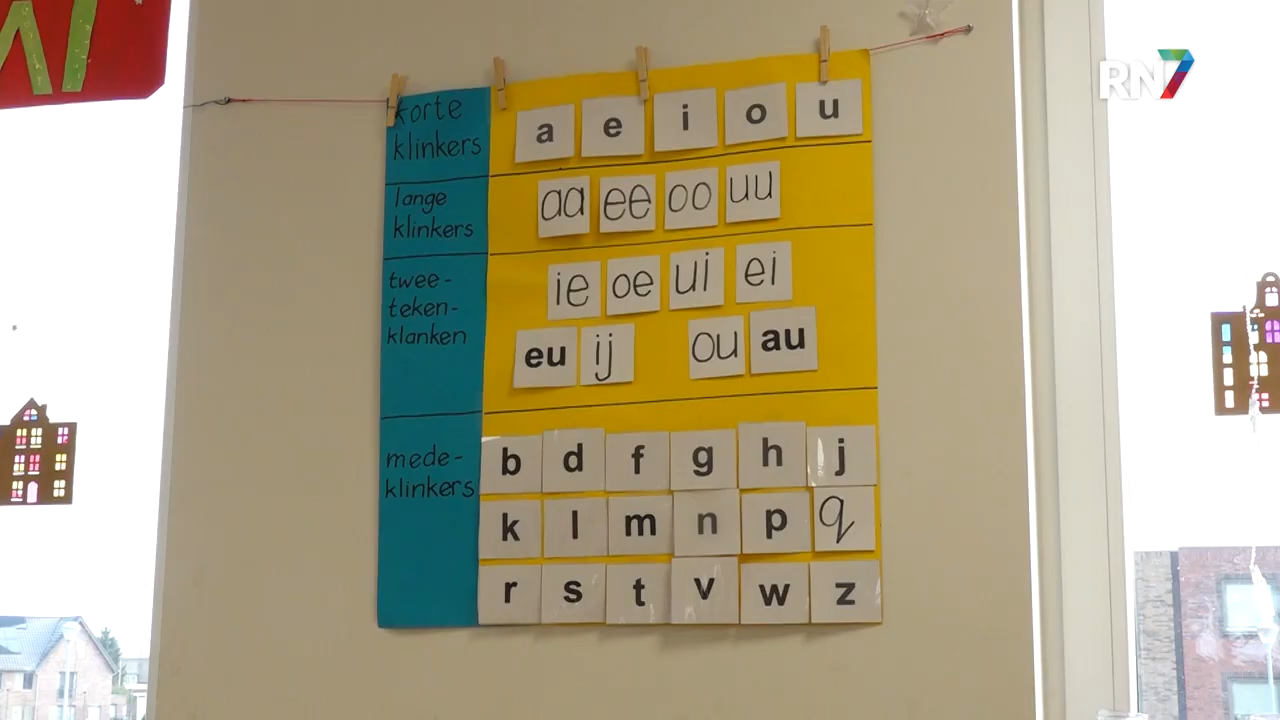 korte
klinkers
a e i o u
lange
klinkers
aa ee oo uu
twee-
teken-
klanken
ie oe ui ei
eu ij ou au
mede-
klinkers
b d f g h j
k l m n p q
r s t v w z
RN7